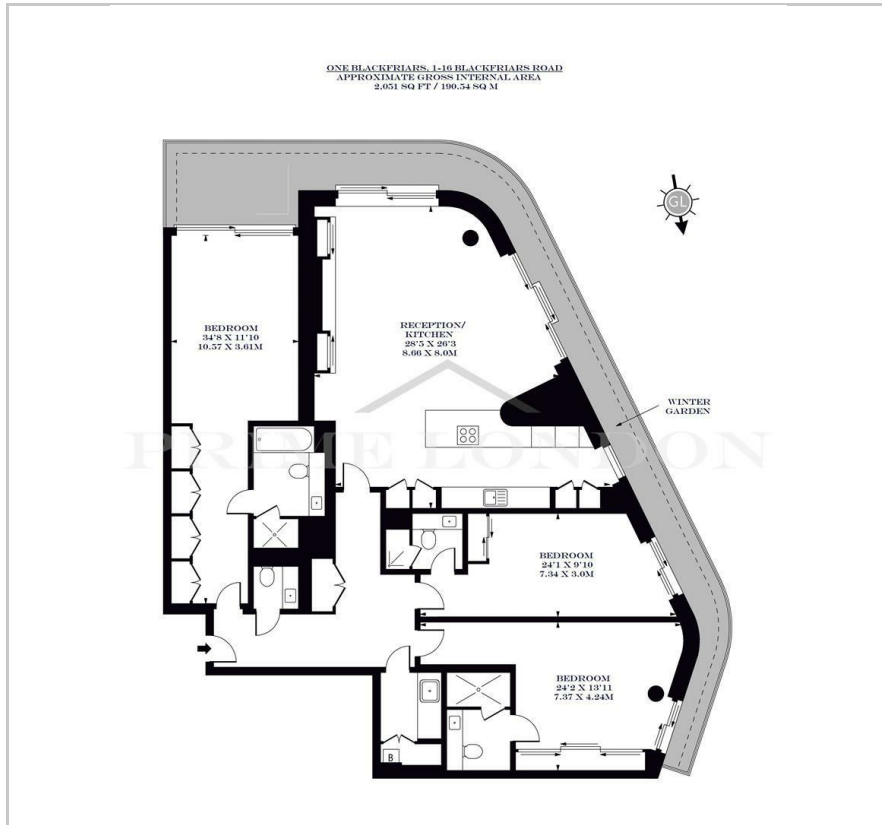 ONE BLACKFRIARS, 1-16 BLACKFRIARS ROAD
APPROXIMATE GROSS INTERNAL AREA
2,051 SQ FT / 190.54 SQ M
GL
BEDROOM
34'8 X 11'10
10.57 X 3.61M
RECEPTION/
KITCHEN
28'5 X 26'3
8.66 X 8.0M
WINTER
GARDEN
PRIME LONDON
BEDROOM
24'1 X 9'10
7.34 X 3.0M
BEDROOM
24'2 X 13'11
7.37 X 4.24M
B